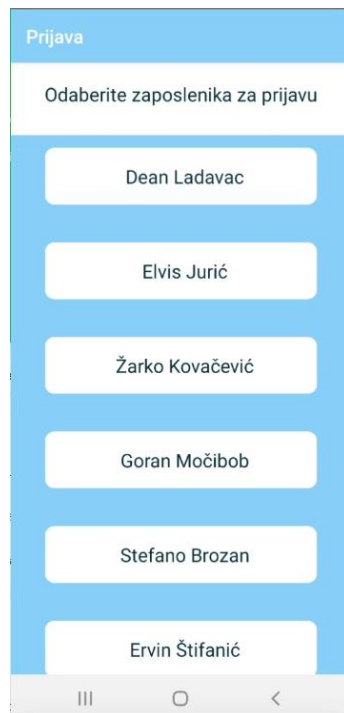 Prijava
Odaberite zaposlenika za prijavu
Dean Ladavac
Elvis Jurić
Žarko Kovačević
Goran Močibob
Stefano Brozan
Ervin Štifanić